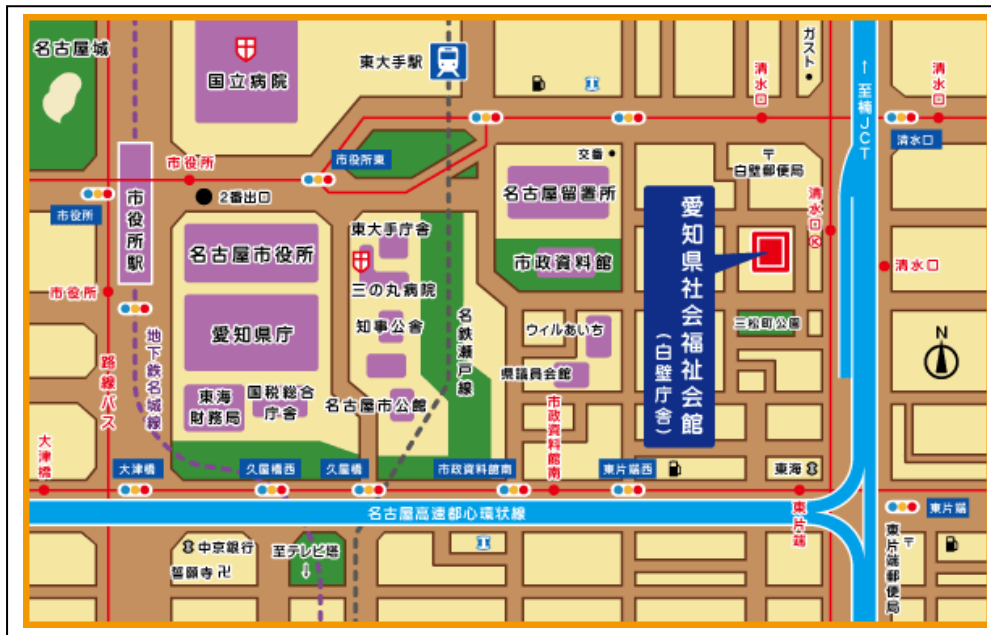 名古屋城
国立病院
東大手駅
ガスト
清水口
清水口
↑至楠JCT
清水口
市役所東
交番
〒
白壁郵便局
市役所
市役所
2番出口
市役所駅
名古屋留置所
愛知県社会福祉会館
（白壁庁舎）
清水口
K
東大手庁舎
名古屋市役所
市政資料館
清水口
三の丸病院
市役所
地下鉄名城線
愛知県庁
知事公舎
名鉄瀬戸線
ウィルあいち
三松町公園
N
路線バス
県議員会館
東海
財務局
国税総合
庁舎
名古屋市公館
市政資料館南
大津橋
大津橋
久屋橋西
久屋橋
市政資料館南
東片端西
東海
東片端
東片端
名古屋高速都心環状線
中京銀行
誓願寺卍
至テレビ塔
↓
〒
東片端郵便局